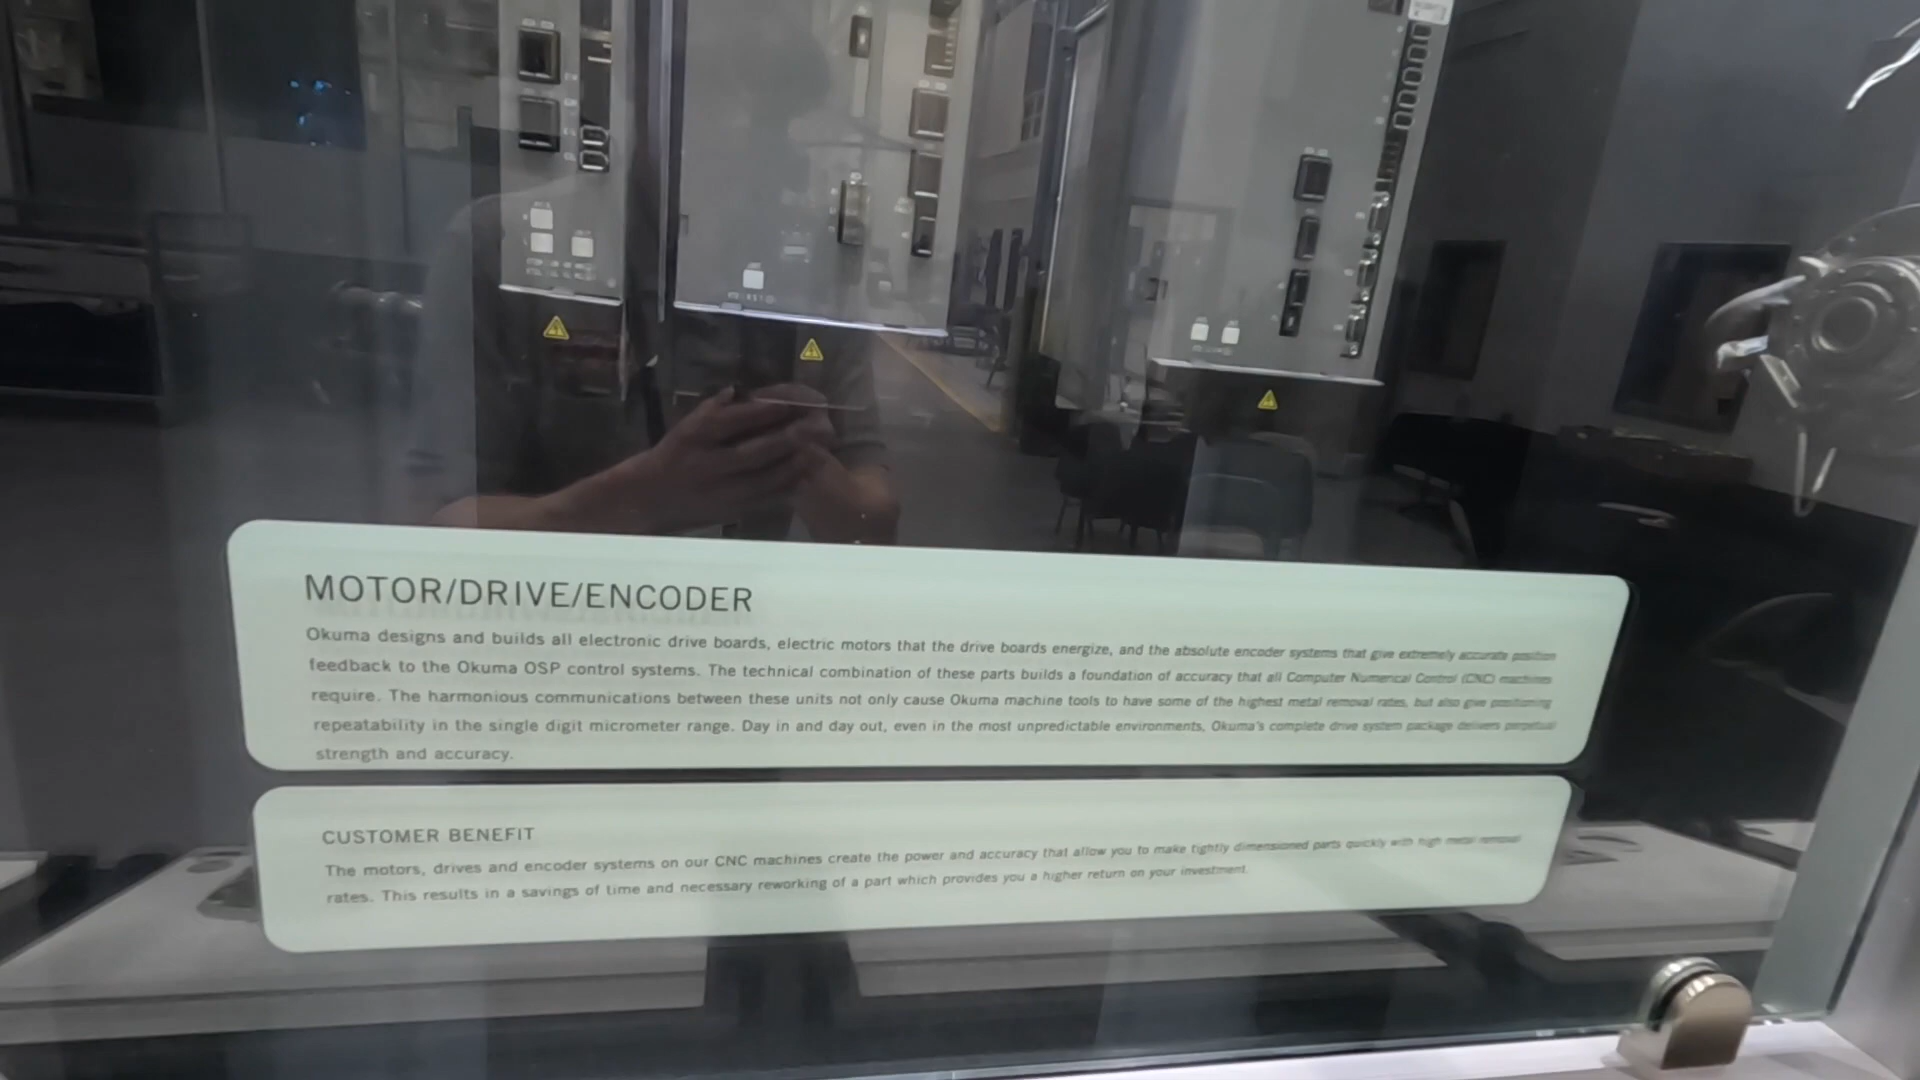 MOTOR/DRIVE/ENCODER
Okuma designs and builds all electronic drive boards, electric motors that the drive boards energize, and the absolute encoder systems that give extremely accurate position
feedback to the Okuma OSP control systems. The technical combination of these parts builds a foundation of accuracy that all Computer Numerical Control (CNC) machines
require. The harmonious communications between these units not only cause Okuma machine tools to have some of the highest metal removal rates, but also give positioning
repeatability in the single digit micrometer range. Day in and day out, even in the most unpredictable environments, Okuma's complete drive system package delivers perpetual
strength and accuracy.
CUSTOMER BENEFIT
The motors, drives and encoder systems on our CNC machines create the power and accuracy that allow you to make tightly dimensioned parts quickly with high metal removal
rates. This results in a savings of time and necessary reworking of a part which provides you a higher return on your investment.